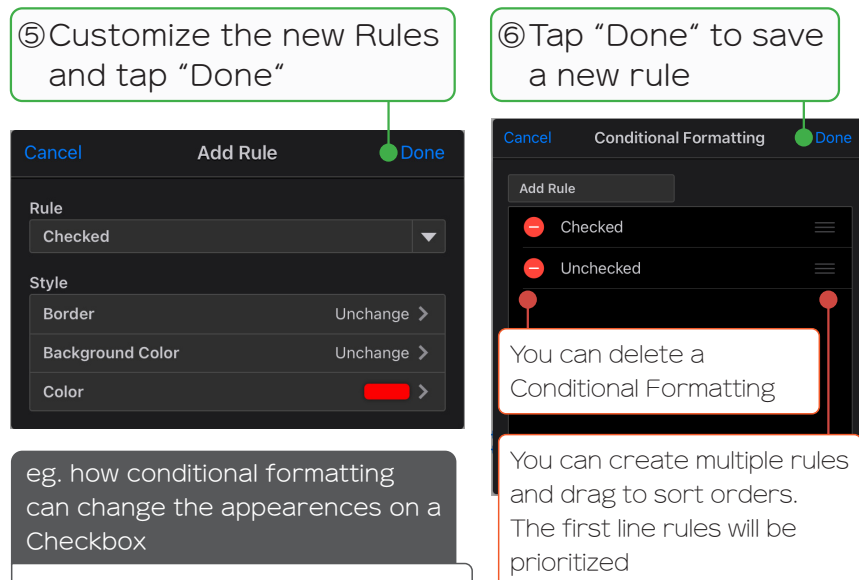 ⑤Customize the new Rules
and tap “Done“
Cancel Add Rule Done
Rule
Checked
Style
Border Unchange
Background Color Unchange
Color
eg. how conditional formatting
can change the appearences on a
Checkbox
⑥Tap “Done“ to save
a new rule
Cancel Conditional Formatting Done
Add Rule
Checked
Unchecked
You can delete a
Conditional Formatting
You can create multiple rules
and drag to sort orders.
The first line rules will be
prioritized